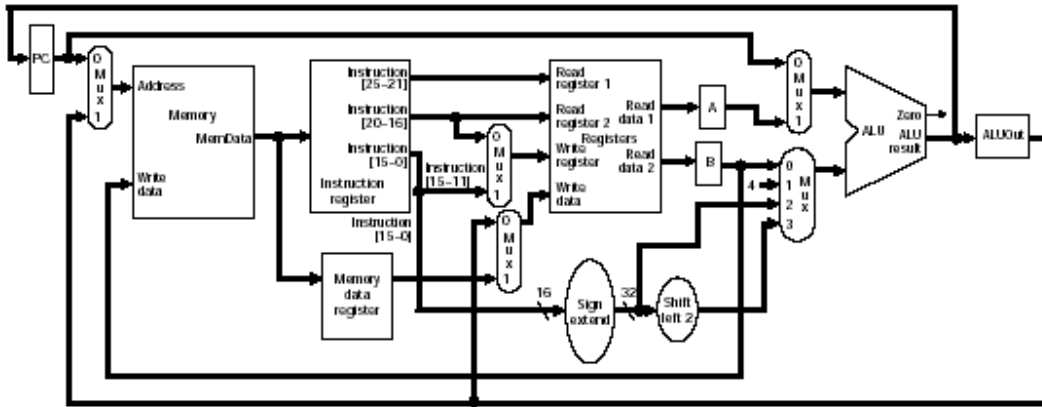 PC
0
M
u
x
1
Address
Memory
MemData
Write
data
Instruction
[25-21]
Instruction
[20-16]
Instruction
[15-0]
Instruction
register
Instruction
[15-11]
Instruction
[15-0]
Memory
data
register
0
M
u
x
1
0
M
u
x
1
Read
register 1
Read
register 2
Registers
Write
register
Write
data
Read
data 1
Read
data 2
16
Sign
extend
32
Shift
left 2
A
B
4
0
M
u
x
1
0
1
2
3
M
u
x
Zero
ALU
ALU
result
ALUOut